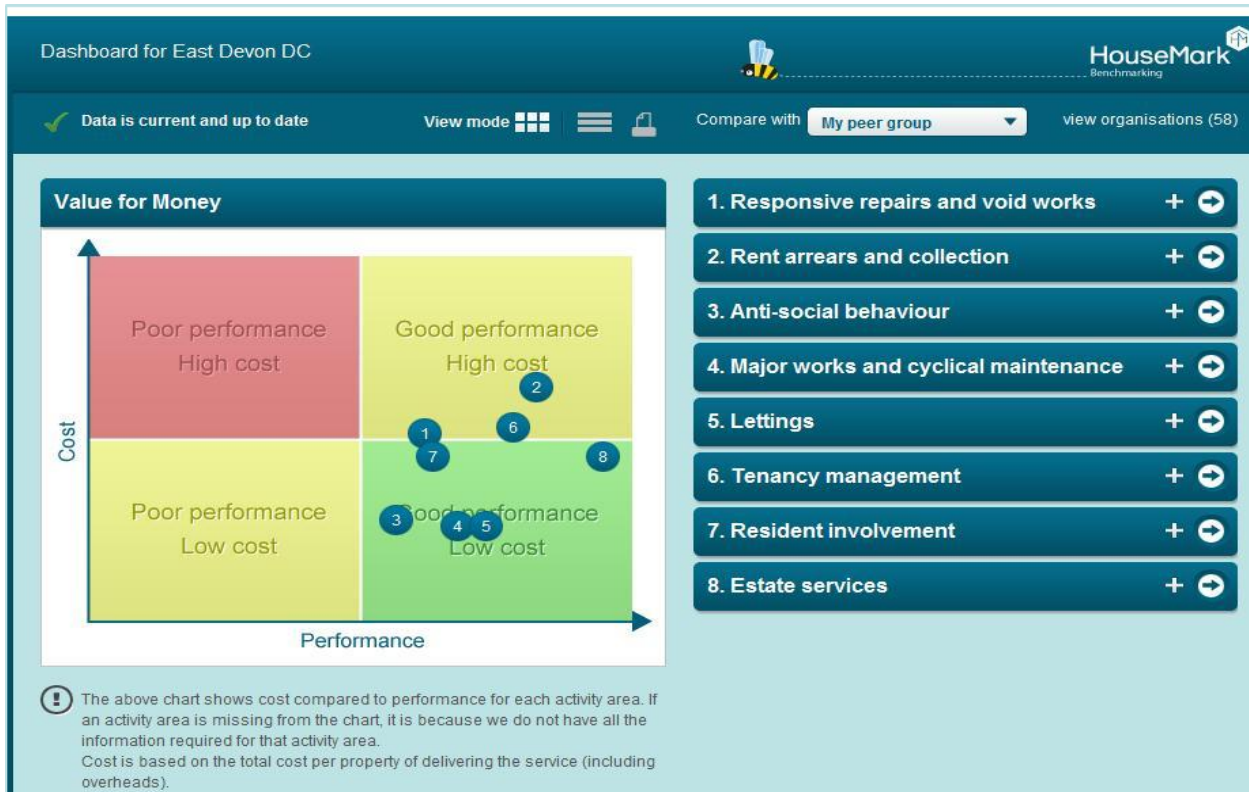 Dashboard for East Devon DC
HM
HouseMark
Benchmarking
Data is current and up to date
View mode
Compare with
My peer group
view organisations (58)
Value for Money
Cost
Poor performance
High cost
Good performance
High cost
2
1
6
7
8
Poor performance
Low cost
Good performance
Low cost
3
4
5
Performance
The above chart shows cost compared to performance for each activity area. If
an activity area is missing from the chart, it is because we do not have all the
information required for that activity area.
Cost is based on the total cost per property of delivering the service (including
overheads).
1. Responsive repairs and void works
2. Rent arrears and collection
3. Anti-social behaviour
4. Major works and cyclical maintenance
5. Lettings
6. Tenancy management
7. Resident involvement
8. Estate services